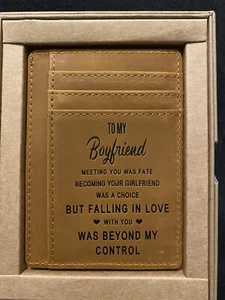 TO MY
Boyfriend
MEETING YOU WAS FATE
BECOMING YOUR GIRLFRIEND
WAS A CHOICE
BUT FALLING IN LOVE
WITH YOU
WAS BEYOND MY
CONTROL